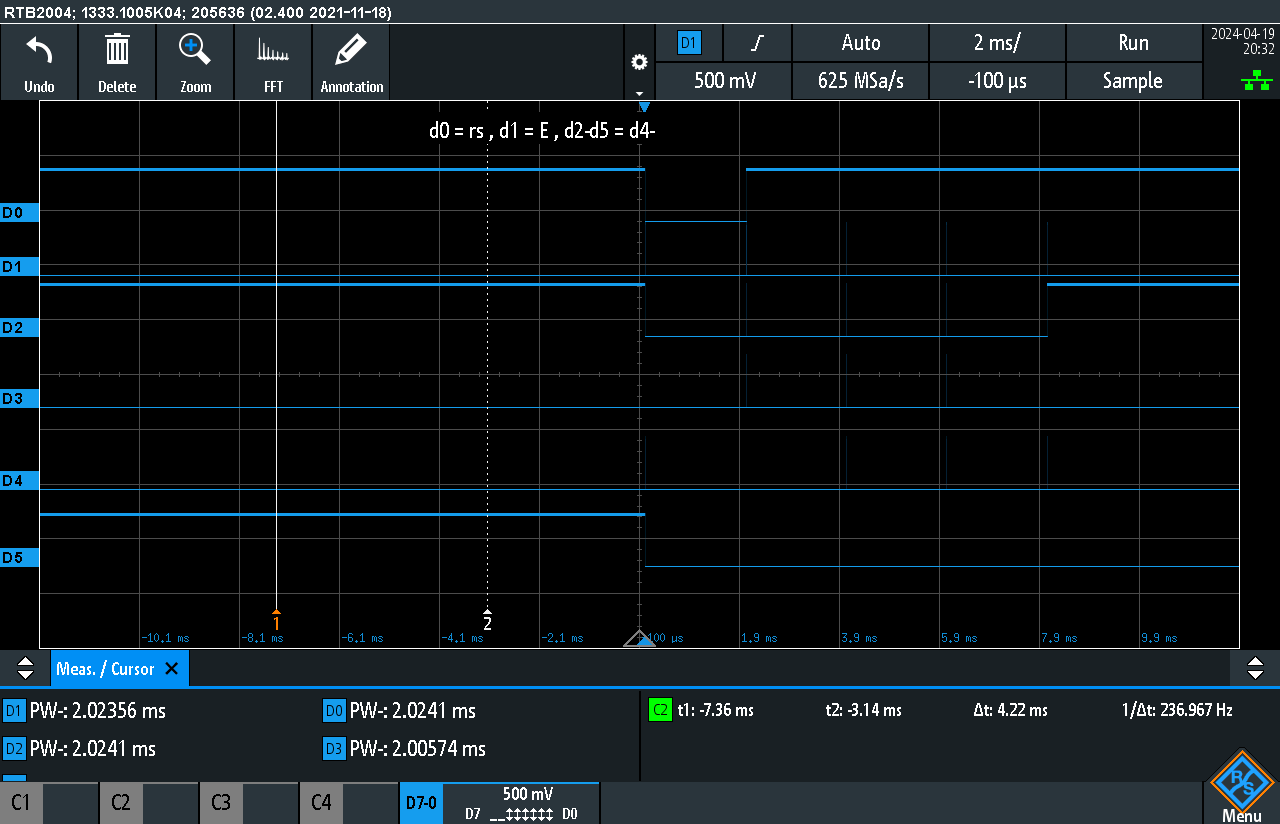 RTB2004; 1333.1005K04; 205636 (02.400 2021-11-18)
Undo
Delete
Zoom
FFT
Annotation
D1
Auto
2 ms/
Run
500 mV
625 MSa/s
-100 µs
Sample
2024-04-19
20:32
d0 = rs , d1 = E , d2-d5 = d4-
D0
D1
D2
D3
D4
D5
1
2
-10.1 ms
-8.1 ms
-6.1 ms
-4.1 ms
-2.1 ms
-100 µs
1.9 ms
3.9 ms
5.9 ms
7.9 ms
9.9 ms
Meas. / Cursor
D1 PW-: 2.02356 ms
D0 PW-: 2.0241 ms
D2 PW-: 2.0241 ms
D3 PW-: 2.00574 ms
C2 t1: -7.36 ms
t2: -3.14 ms
Δt: 4.22 ms
1/Δt: 236.967 Hz
C1
C2
C3
C4
D7-0
500 mV
D7
D0
R S
Menu